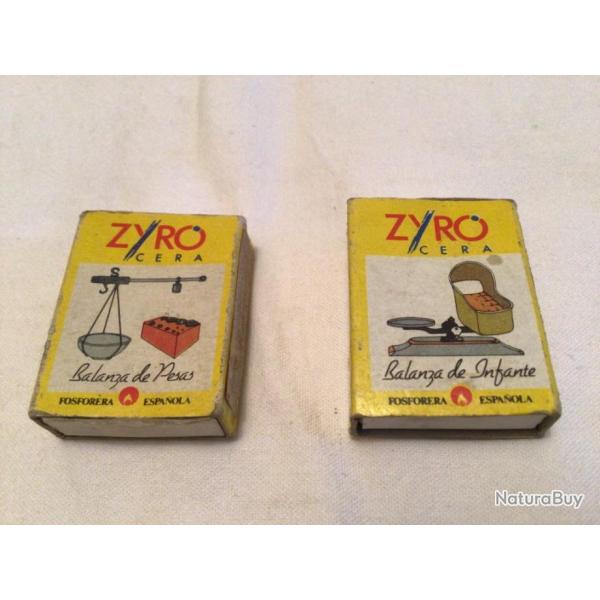 ZYRO
CERA
Balanza de Pesas
FOSFORERA ESPAÑOLA
ZYRO
CERA
Balanza de Infante
FOSFORERA ESPAÑOLA
NaturaBuy